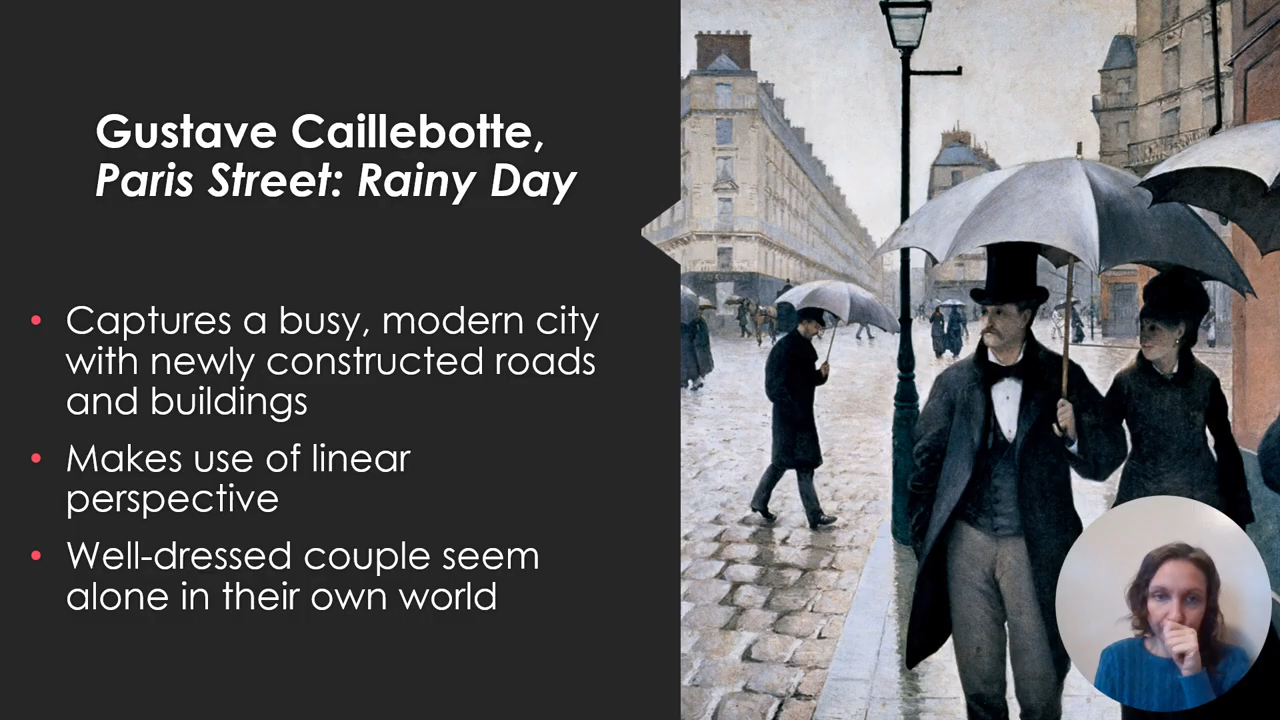 Gustave Caillebotte,
Paris Street: Rainy Day
• Captures a busy, modern city
with newly constructed roads
and buildings
• Makes use of linear
perspective
• Well-dressed couple seem
alone in their own world